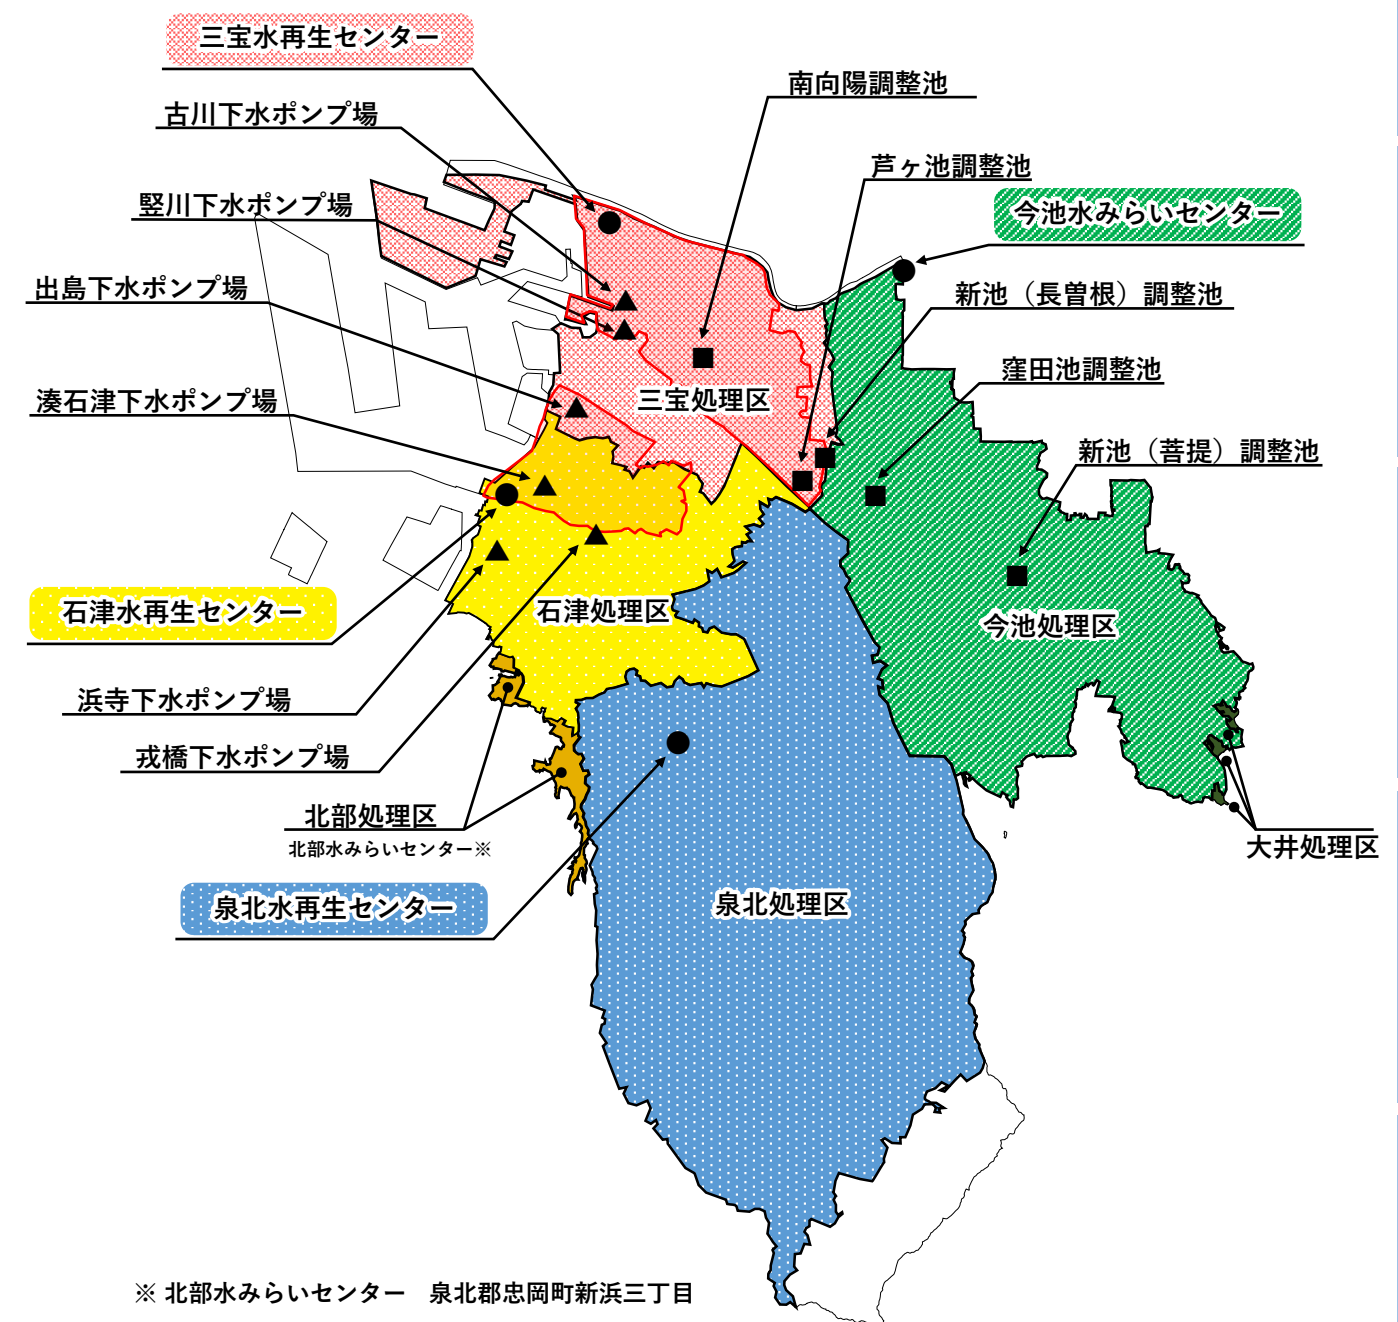 三宝水再生センター
南向陽調整池
古川下水ポンプ場
芦ヶ池調整池
竪川下水ポンプ場
今池水みらいセンター
出島下水ポンプ場
新池（長曽根）調整池
窪田池調整池
湊石津下水ポンプ場
三宝処理区
新池（菩提）調整池
石津水再生センター
石津処理区
今池処理区
浜寺下水ポンプ場
戎橋下水ポンプ場
北部処理区
北部水みらいセンター※
大井処理区
泉北水再生センター
泉北処理区
※ 北部水みらいセンター　泉北郡忠岡町新浜三丁目